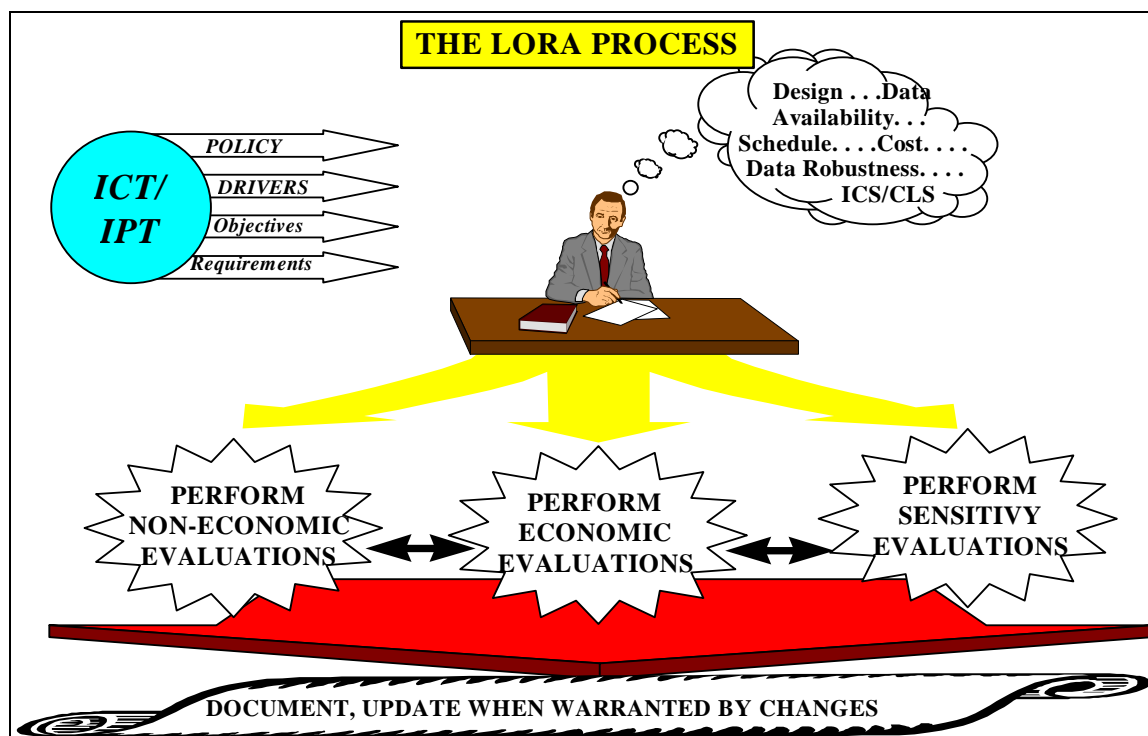 THE LORA PROCESS
Design . . .Data
Availability. . .
Schedule. . . .Cost. . . .
Data Robustness. . . .
ICS/CLS
ICT/
IPT
POLICY
DRIVERS
Objectives
Requirements
PERFORM
NON-ECONOMIC
EVALUATIONS
PERFORM
ECONOMIC
EVALUATIONS
PERFORM
SENSITIVY
EVALUATIONS
DOCUMENT, UPDATE WHEN WARRANTED BY CHANGES